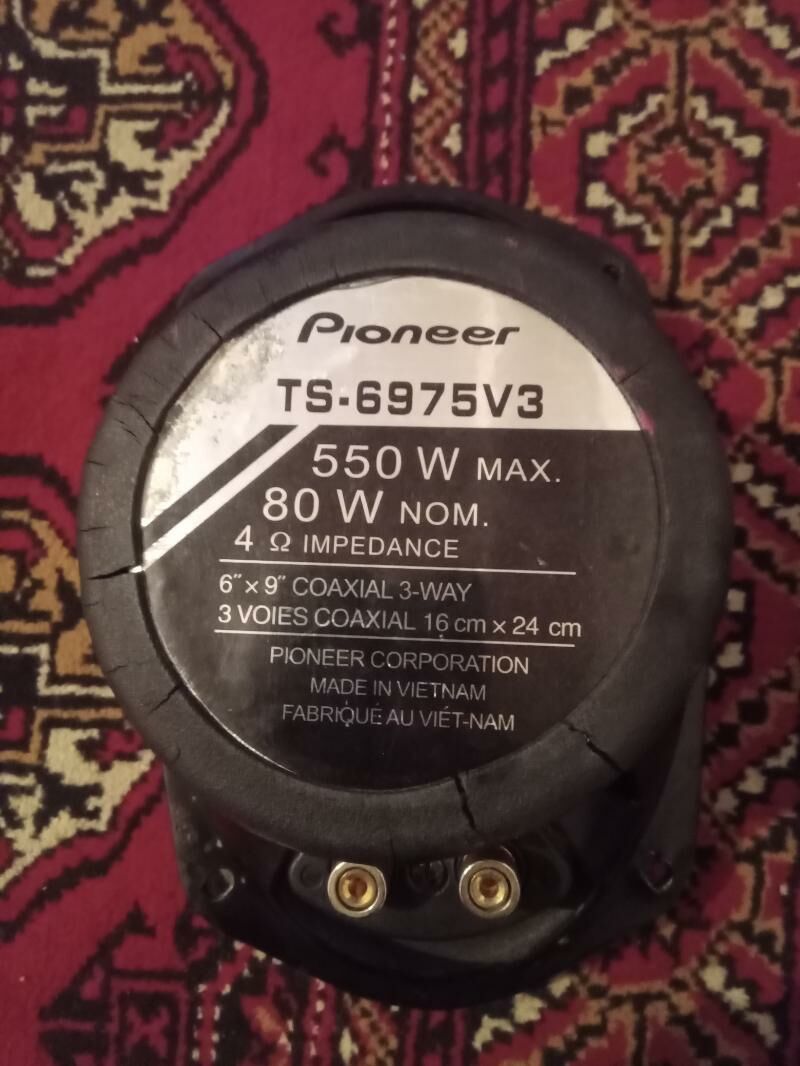 Pioneer
TS-6975V3
550 W MAX.
80 W NOM.
4 Ω IMPEDANCE
6" × 9" COAXIAL 3-WAY
3 VOIES COAXIAL 16 cm × 24 cm
PIONEER CORPORATION
MADE IN VIETNAM
FABRIQUÉ AU VIÉT-NAM